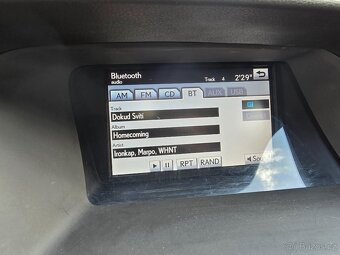 Bluetooth
audio
Track 4 2'29"
AM FM CD BT AUX USB
Track
Dokud Sviti
Album
Homecoming
Artist
Ironkap, Marpo, WHNT
RPT RAND